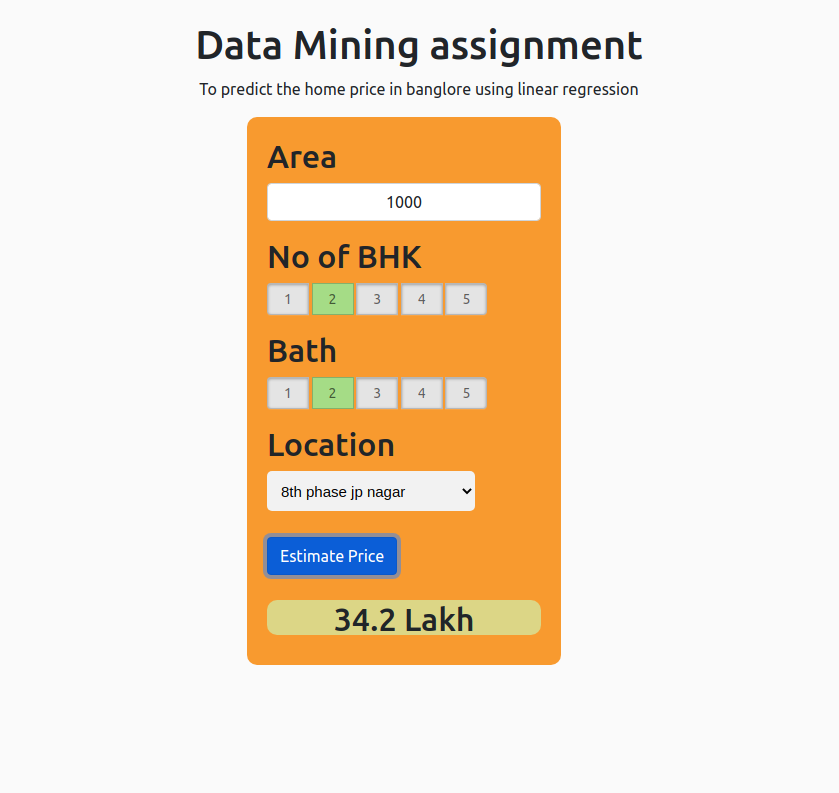 Data Mining assignment
To predict the home price in banglore using linear regression
Area
1000
No of BHK
1 2 3 4 5
Bath
1 2 3 4 5
Location
8th phase jp nagar
Estimate Price
34.2 Lakh